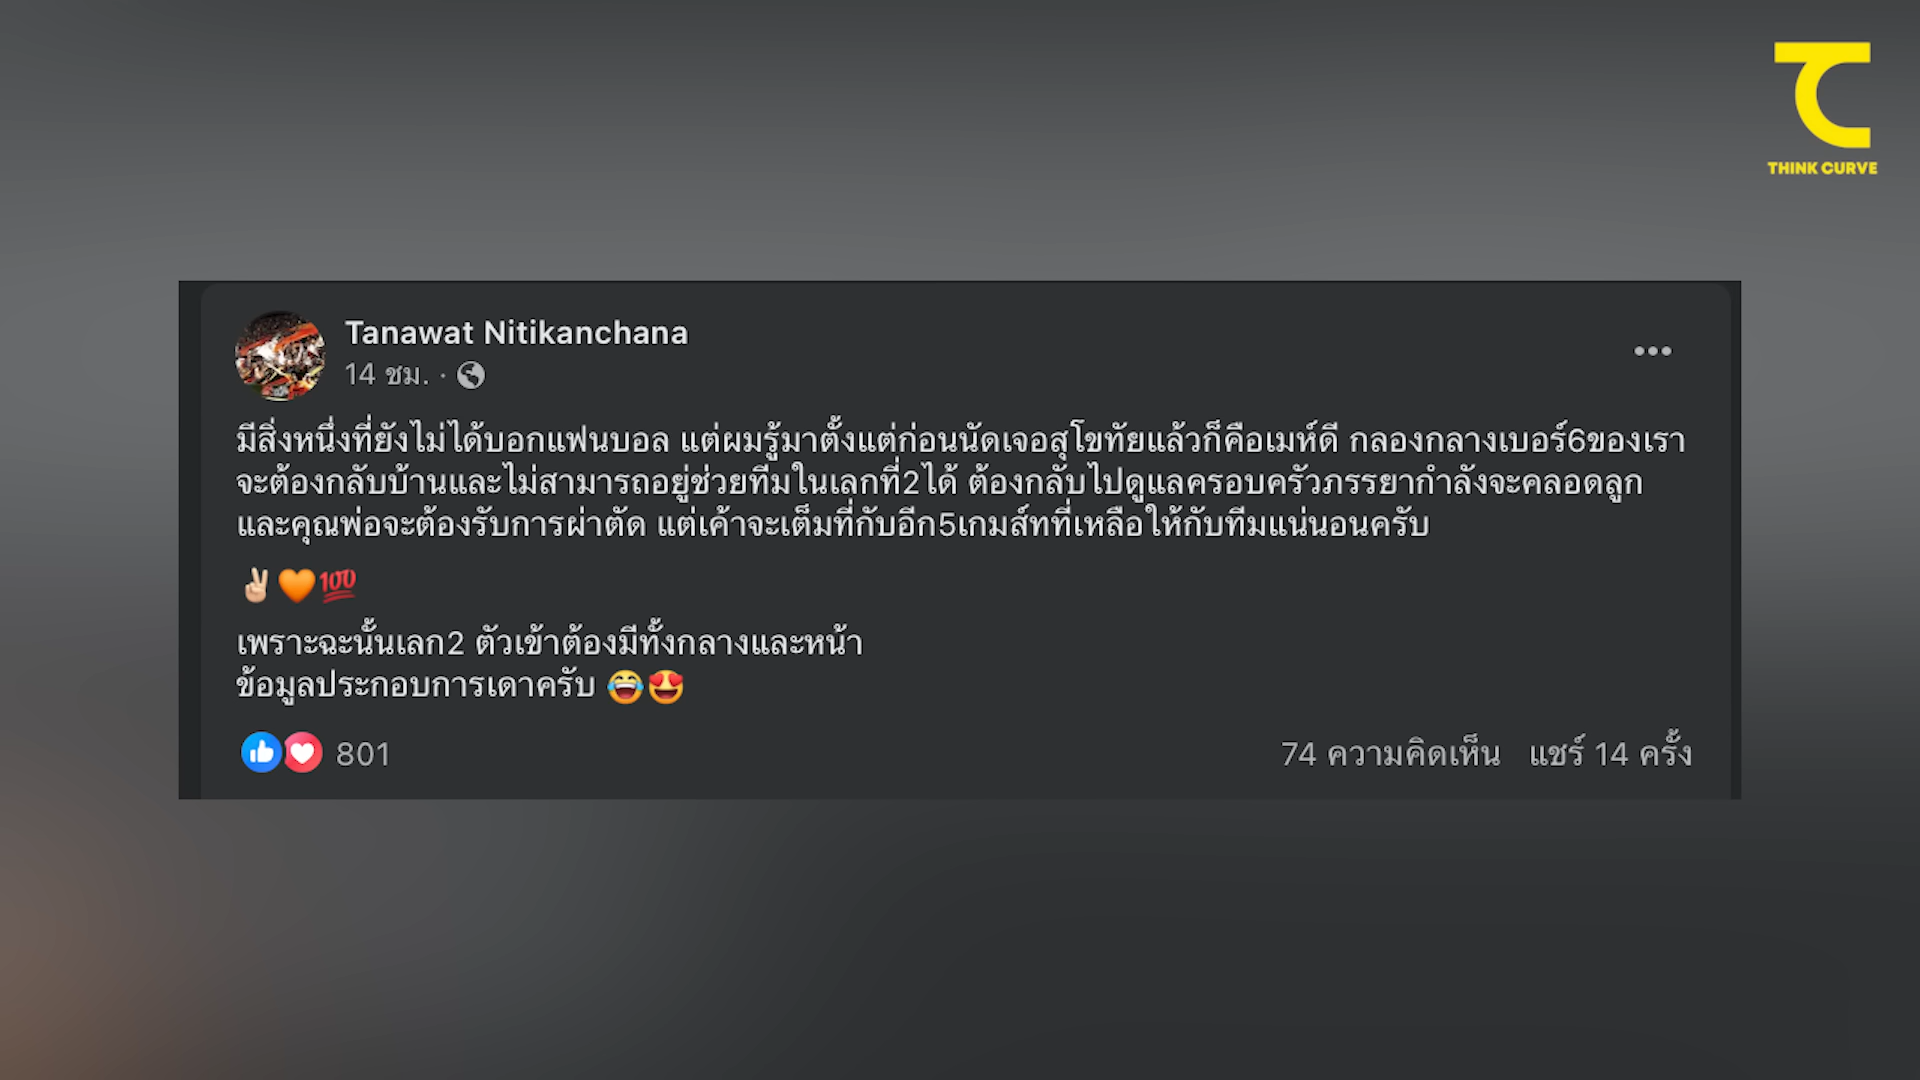 THINK CURVE
Tanawat Nitikanchana
14 ชม. ·
มีสิ่งหนึ่งที่ยังไม่ได้บอกแฟนบอล แต่ผมรู้มาตั้งแต่ก่อนนัดเจอสุโขทัยแล้วก็คือเมห์ดี กลองกลางเบอร์6ของเรา
จะต้องกลับบ้านและไม่สามารถอยู่ช่วยทีมในเลกที่2ได้ ต้องกลับไปดูแลครอบครัวภรรยากำลังจะคลอดลูก
และคุณพ่อจะต้องรับการผ่าตัด แต่เค้าจะเต็มที่กับอีก5เกมส์ทที่เหลือให้กับทีมแน่นอนครับ
✌🏻🧡💯
เพราะฉะนั้นเลก2 ตัวเข้าต้องมีทั้งกลางและหน้า
ข้อมูลประกอบการเดาครับ 😂😍
801
74 ความคิดเห็น แชร์ 14 ครั้ง